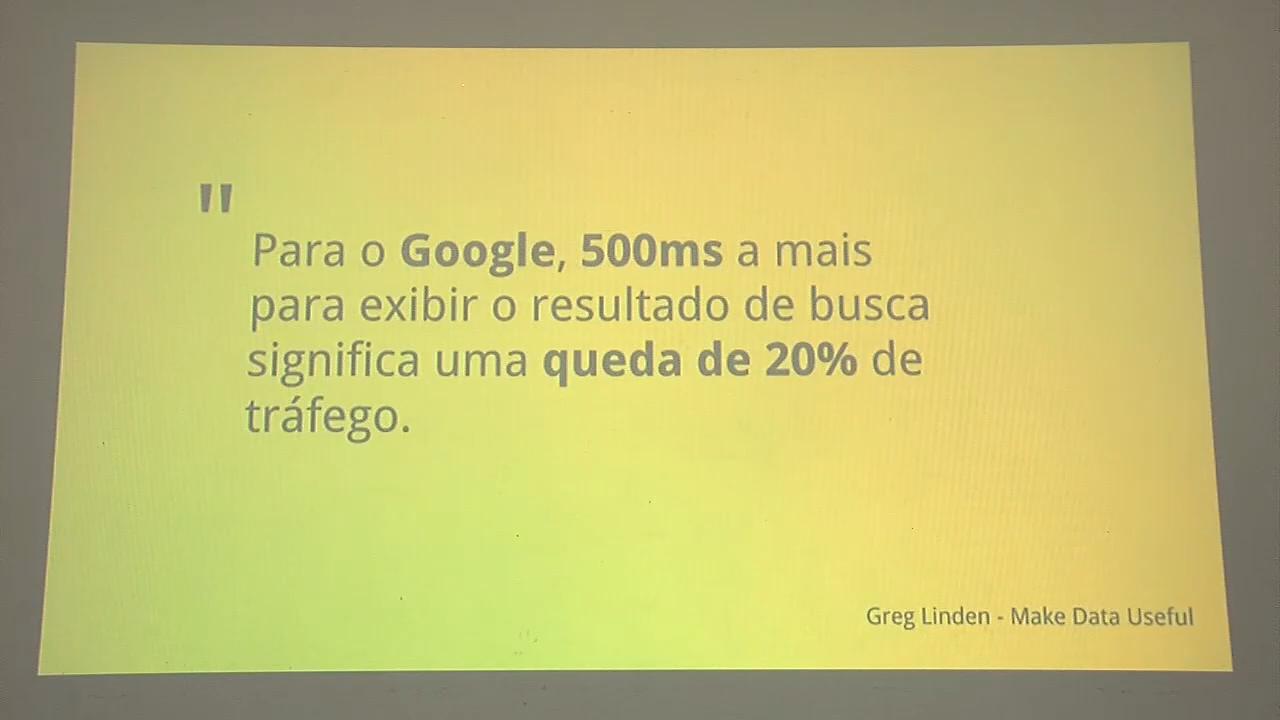 "
Para o Google, 500ms a mais
para exibir o resultado de busca
significa uma queda de 20% de
tráfego.
Greg Linden - Make Data Useful